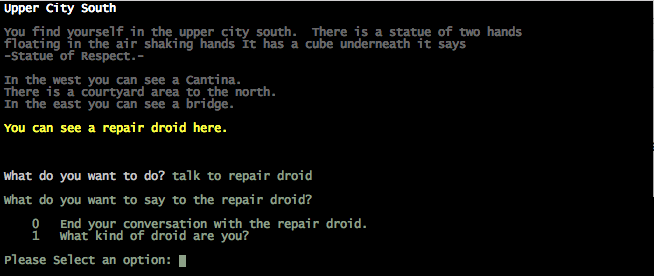 Upper City South
You find yourself in the upper city south.  There is a statue of two hands
floating in the air shaking hands It has a cube underneath it says
-Statue of Respect.-
In the west you can see a Cantina.
There is a courtyard area to the north.
In the east you can see a bridge.
You can see a repair droid here.
What do you want to do? talk to repair droid
What do you want to say to the repair droid?
0   End your conversation with the repair droid.
1   What kind of droid are you?
Please Select an option: